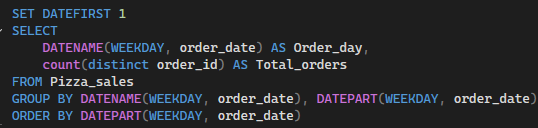 SET DATEFIRST 1
SELECT
DATENAME(WEEKDAY, order_date) AS Order_day,
count(distinct order_id) AS Total_orders
FROM Pizza_sales
GROUP BY DATENAME(WEEKDAY, order_date), DATEPART(WEEKDAY, order_date)
ORDER BY DATEPART(WEEKDAY, order_date)